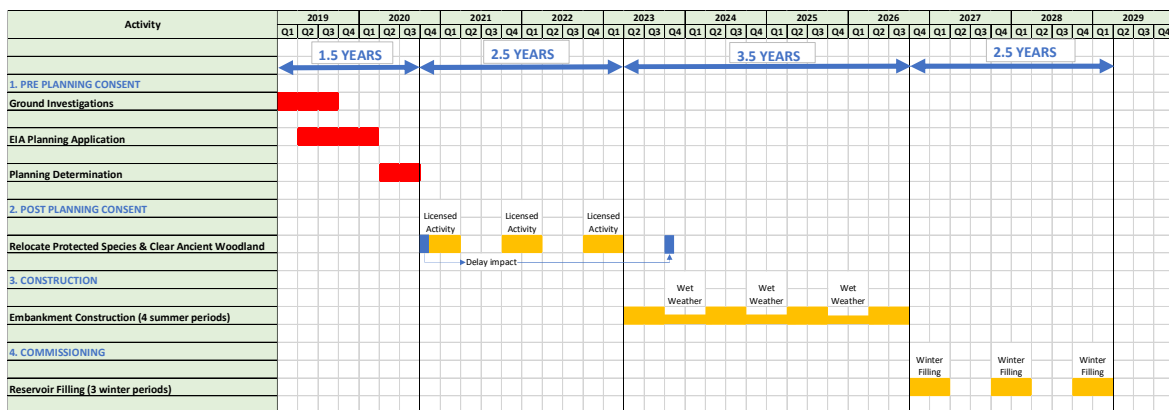 Activity
2019 2020 2021 2022 2023 2024 2025 2026 2027 2028 2029
Q1 Q2 Q3 Q4 Q1 Q2 Q3 Q4 Q1 Q2 Q3 Q4 Q1 Q2 Q3 Q4 Q1 Q2 Q3 Q4 Q1 Q2 Q3 Q4 Q1 Q2 Q3 Q4 Q1 Q2 Q3 Q4 Q1 Q2 Q3 Q4 Q1 Q2 Q3 Q4 Q1 Q2 Q3
1.5 YEARS 2.5 YEARS 3.5 YEARS 2.5 YEARS
1. PRE PLANNING CONSENT
Ground Investigations
EIA Planning Application
Planning Determination
2. POST PLANNING CONSENT
Licensed Licensed Licensed
Activity Activity Activity
Relocate Protected Species & Clear Ancient Woodland
Delay impact
3. CONSTRUCTION
Wet Wet Wet
Weather Weather Weather
Embankment Construction (4 summer periods)
4. COMMISSIONING
Winter Winter Winter
Filling Filling Filling
Reservoir Filling (3 winter periods)